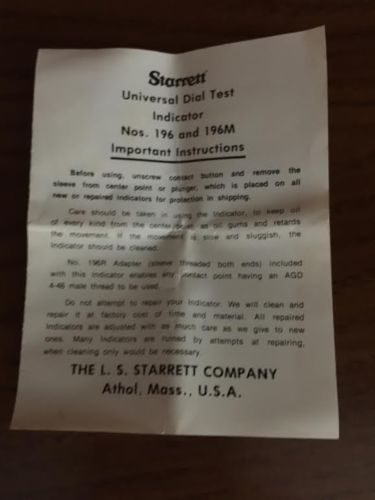 Starrett
Universal Dial Test
Indicator
Nos. 196 and 196M
Important Instructions
Before using, unscrew contact button and remove the
sleeve from center point or plunger, which is placed on all
new or repaired indicators for protection in shipping.
Care should be taken in using the Indicator, to keep oil
of every kind from the center point as oil gums and retards
the movement. If the movement is slow and sluggish, the
Indicator should be cleaned.
No. 196R Adapter (sleeve threaded both ends) included
with this Indicator enables any contact point having an AGD
4-48 male thread to be used.
Do not attempt to repair your Indicator. We will clean and
repair it at factory cost of time and material. All repaired
Indicators are adjusted with as much care as we give to new
ones. Many Indicators are ruined by attempts at repairing,
when cleaning only would be necessary.
THE L. S. STARRETT COMPANY
Athol, Mass., U.S.A.